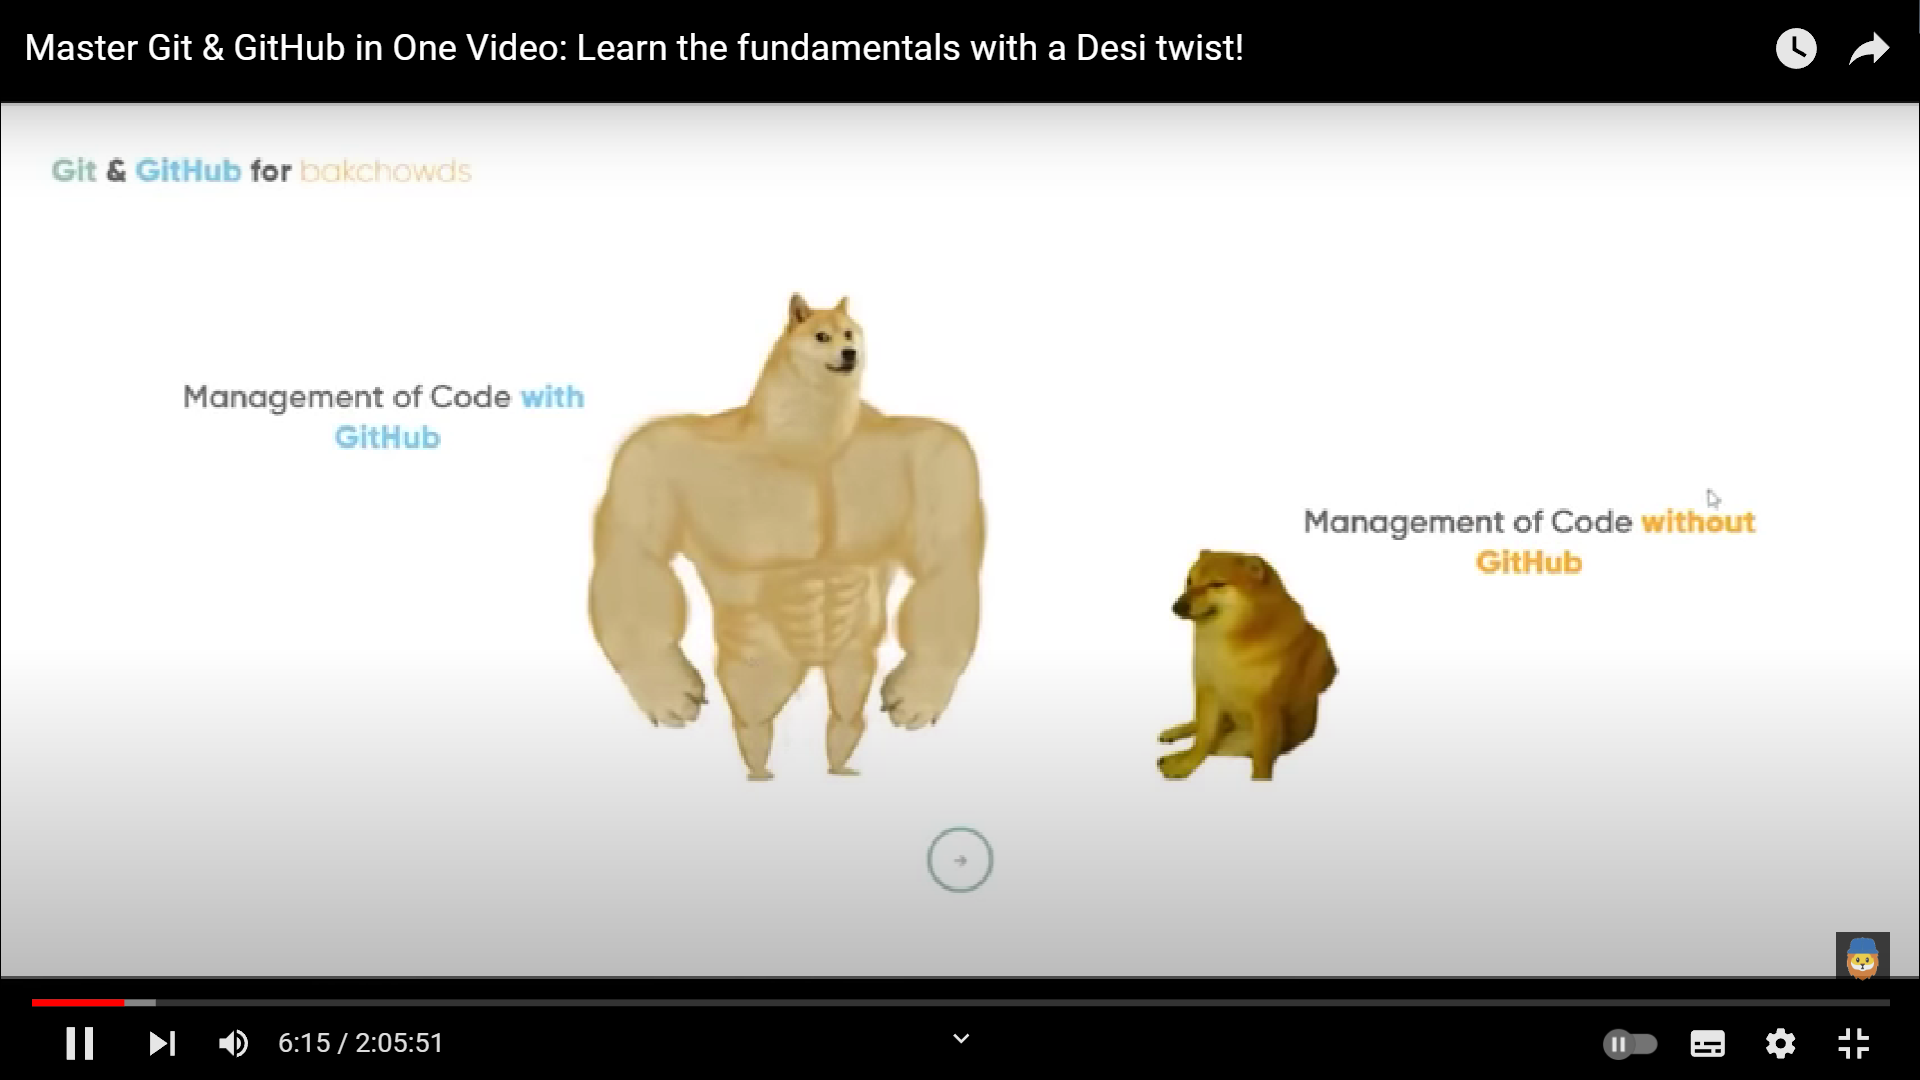 Master Git & GitHub in One Video: Learn the fundamentals with a Desi twist!
Git & GitHub for bakchowds
Management of Code with
GitHub
Management of Code without
GitHub
6:15 / 2:05:51